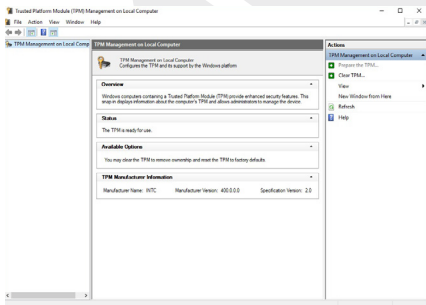 Trusted Platform Module (TPM) Management on Local Computer
File Action View Window Help
TPM Management on Local Comp
TPM Management on Local Computer
TPM Management on Local Computer
Configures the TPM and its support by the Windows platform
Overview
Windows computers containing a Trusted Platform Module (TPM) provide enhanced security features. This
snap-in displays information about the computer's TPM and allows administrators to manage the device.
Status
The TPM is ready for use.
Available Options
You may clear the TPM to remove ownership and reset the TPM to factory defaults.
TPM Manufacturer Information
Manufacturer Name: INTC Manufacturer Version: 400.0.0.0 Specification Version: 2.0
Actions
TPM Management on Local Computer
Prepare the TPM...
Clear TPM...
View
New Window from Here
Refresh
Help